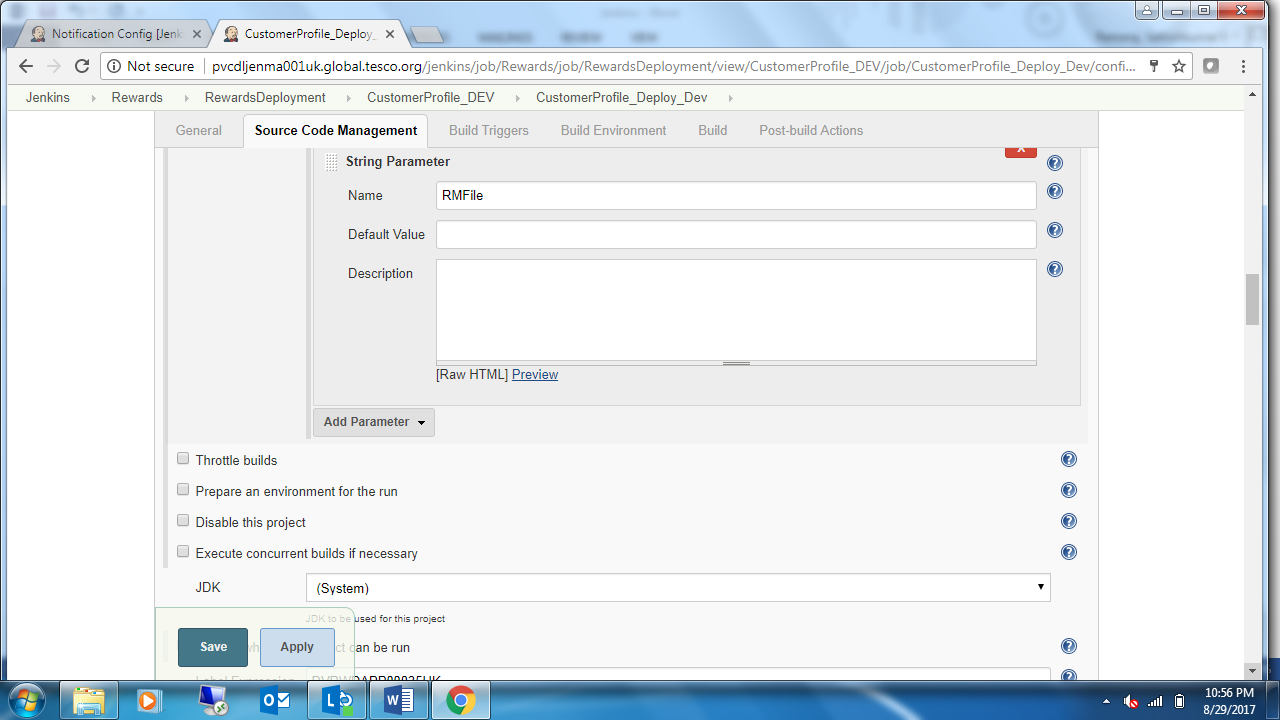 Notification Config [Jenk
CustomerProfile_Deploy_
Not secure
pvcdljenma001uk.global.tesco.org/jenkins/job/Rewards/job/RewardsDeployment/view/CustomerProfile_DEV/job/CustomerProfile_Deploy_Dev/confi...
Jenkins Rewards RewardsDeployment CustomerProfile_DEV CustomerProfile_Deploy_Dev
General Source Code Management Build Triggers Build Environment Build Post-build Actions
String Parameter
X
Name RMFile
Default Value
Description
[Raw HTML] Preview
Add Parameter
Throttle builds
Prepare an environment for the run
Disable this project
Execute concurrent builds if necessary
JDK (System)
JDK to be used for this project
can be run
Save Apply
Label Expression
10:56 PM
8/29/2017